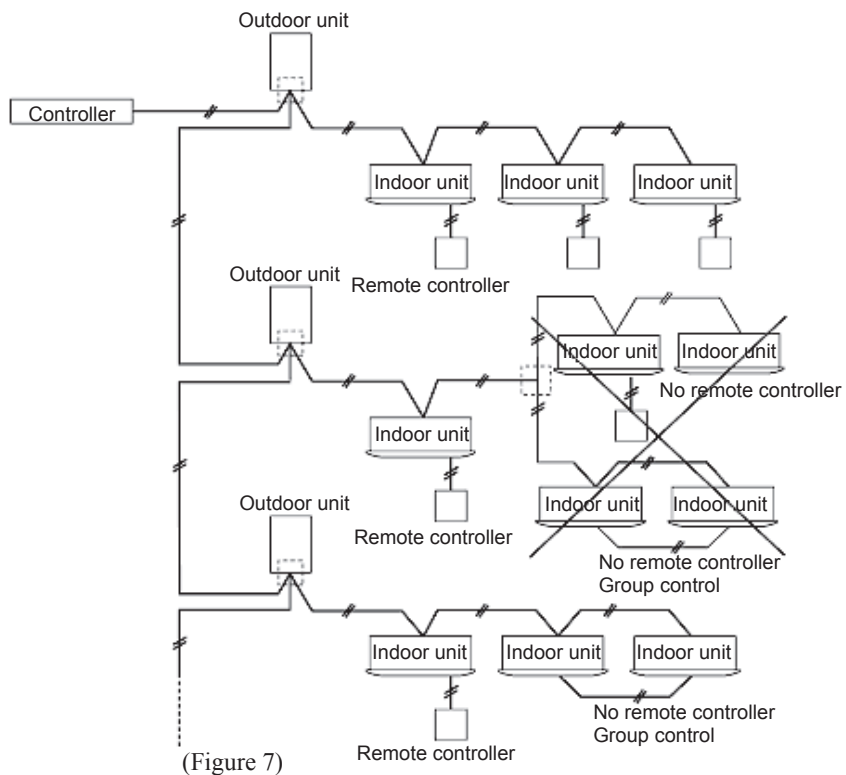 Outdoor unit
Controller
Indoor unit
Indoor unit
Indoor unit
Remote controller
Outdoor unit
Indoor unit
Indoor unit
No remote controller
Indoor unit
Remote controller
Indoor unit
Indoor unit
No remote controller
Group control
Outdoor unit
Indoor unit
Indoor unit
Indoor unit
Remote controller
No remote controller
Group control
(Figure 7)